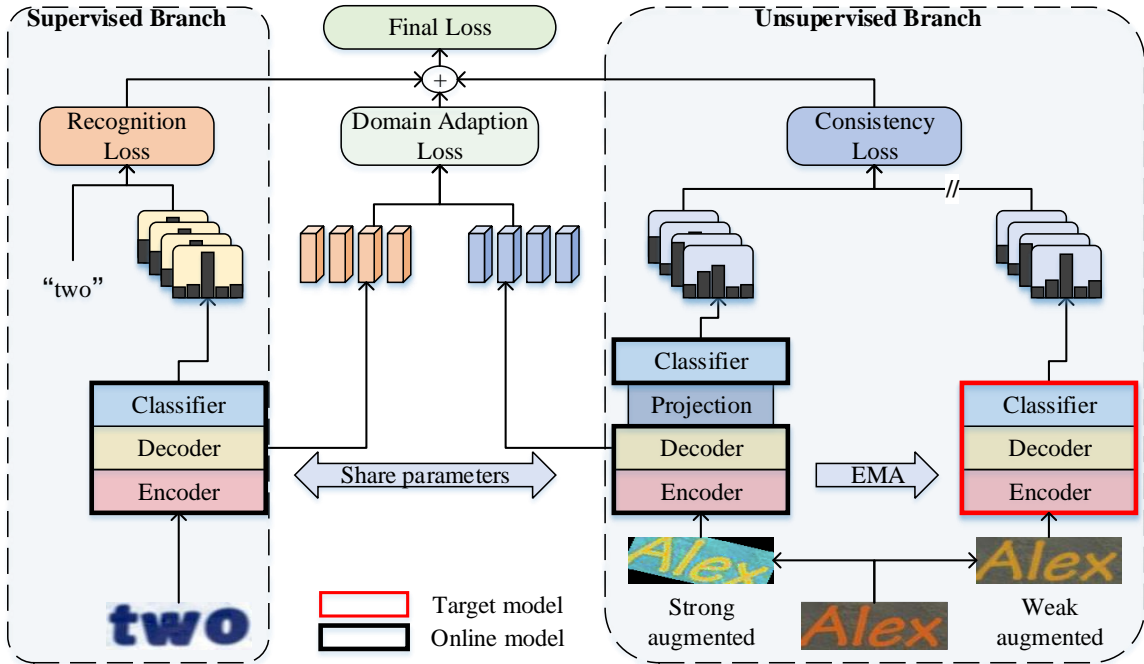 Supervised Branch
Final Loss
Unsupervised Branch
+
Recognition
Loss
Domain Adaption
Loss
Consistency
Loss
//
“two”
Classifier
Decoder
Encoder
Share parameters
Classifier
Projection
Decoder
Encoder
EMA
Classifier
Decoder
Encoder
two
Target model
Online model
Alex
Strong
augmented
Alex
Alex
Weak
augmented